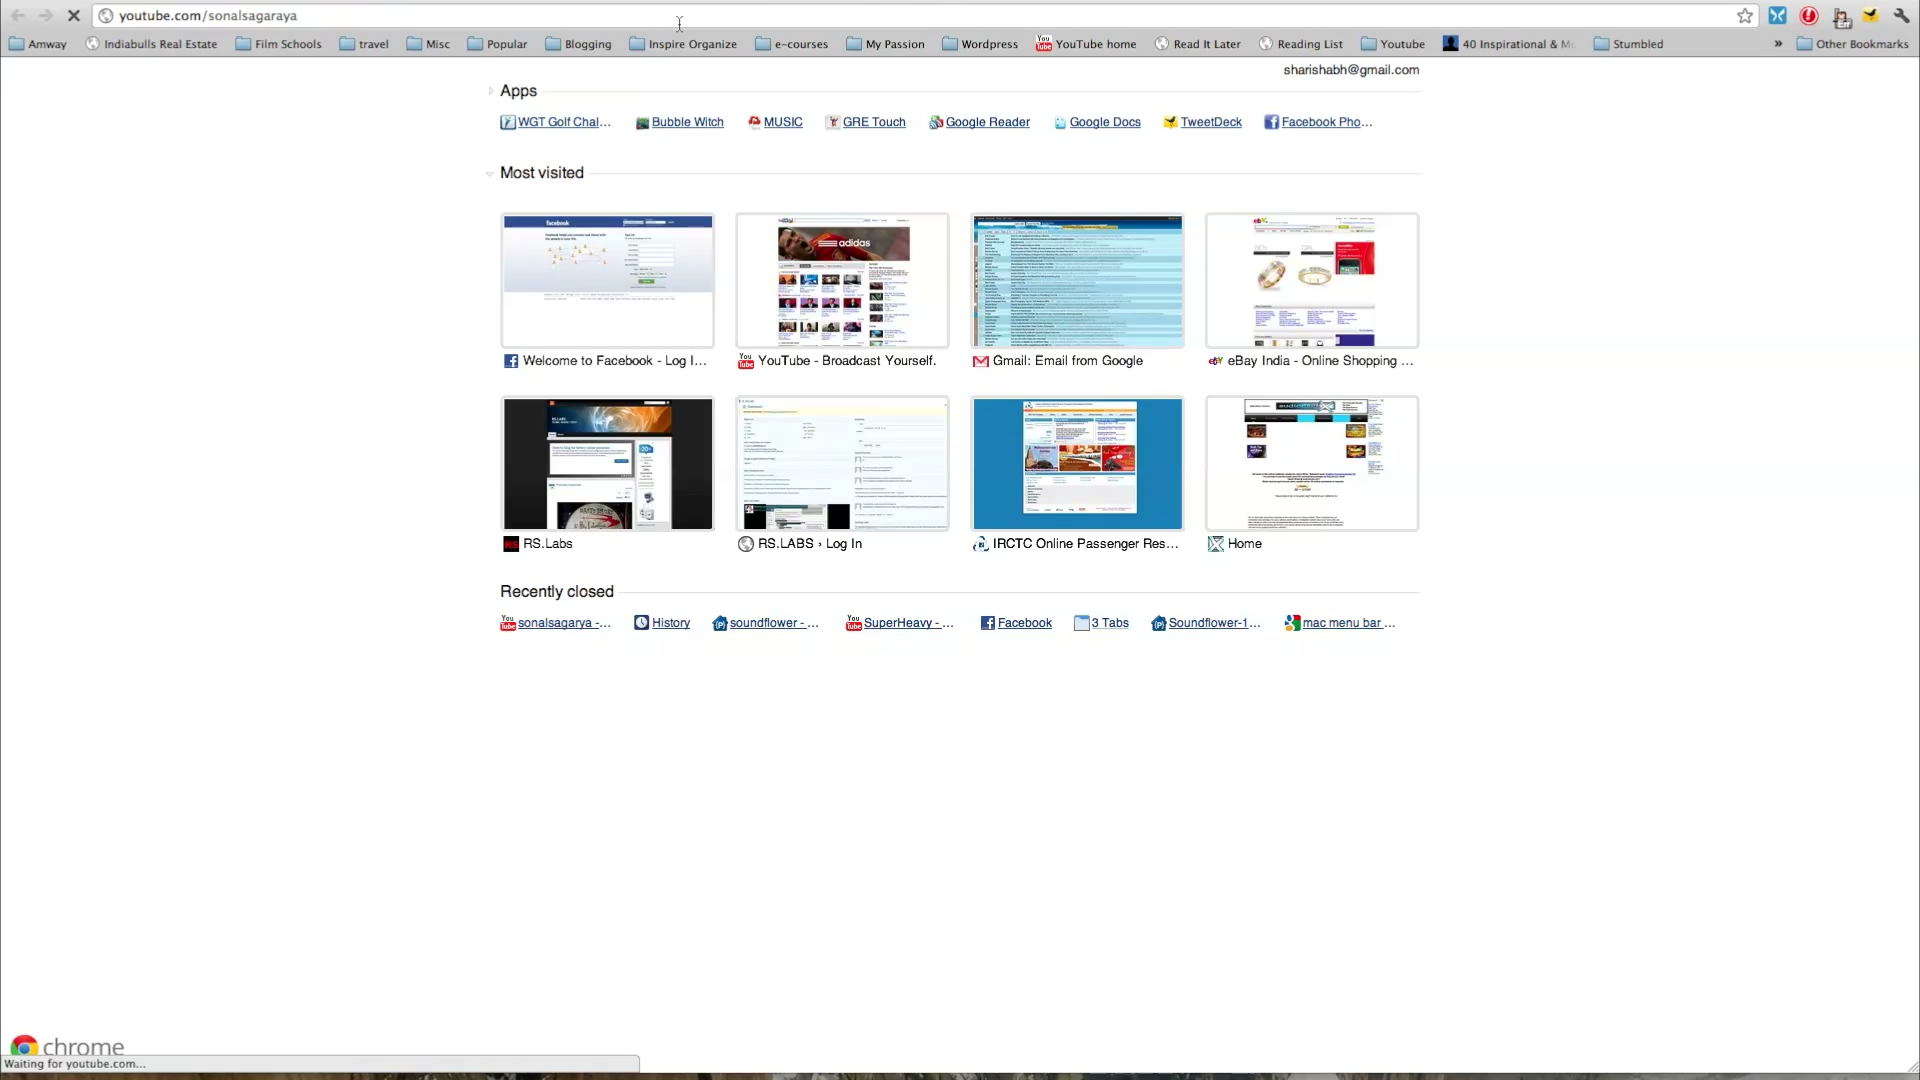 youtube.com/sonalsagaraya
Amway Indiabulls Real Estate Film Schools travel Misc Popular Blogging Inspire Organize e-courses My Passion Wordpress YouTube home Read It Later Reading List Youtube 40 Inspirational & Mo Stumbled » Other Bookmarks
sharishabh@gmail.com
Apps
WGT Golf Chal... Bubble Witch MUSIC GRE Touch Google Reader Google Docs TweetDeck Facebook Pho...
Most visited
facebook
adidas
Welcome to Facebook - Log I... YouTube - Broadcast Yourself. Gmail: Email from Google eBay India - Online Shopping ...
RS.Labs RS.LABS › Log In IRCTC Online Passenger Res... Home
Recently closed
sonalsagarya -... History soundflower - ... SuperHeavy - ... Facebook 3 Tabs Soundflower-1... mac menu bar ...
chrome
Waiting for youtube.com...